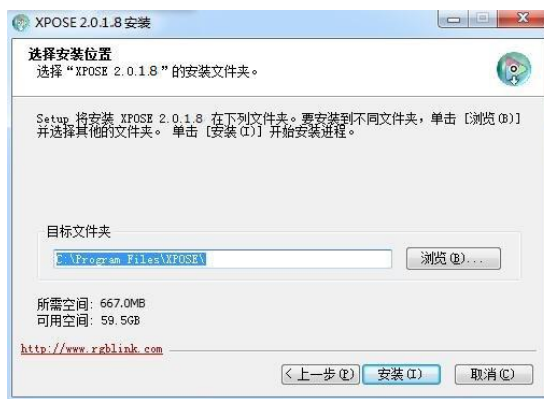 XPOSE 2.0.1.8 安装
选择安装位置
选择“XPOSE 2.0.1.8”的安装文件夹。
Setup 将安装 XPOSE 2.0.1.8 在下列文件夹。要安装到不同文件夹，单击 [浏览(B)]
并选择其他的文件夹。 单击 [安装(I)] 开始安装进程。
目标文件夹
C:\Program Files\XPOSE\
浏览(B)...
所需空间: 667.0MB
可用空间: 59.5GB
http://www.rgblink.com
< 上一步(P) 安装(I) 取消(C)